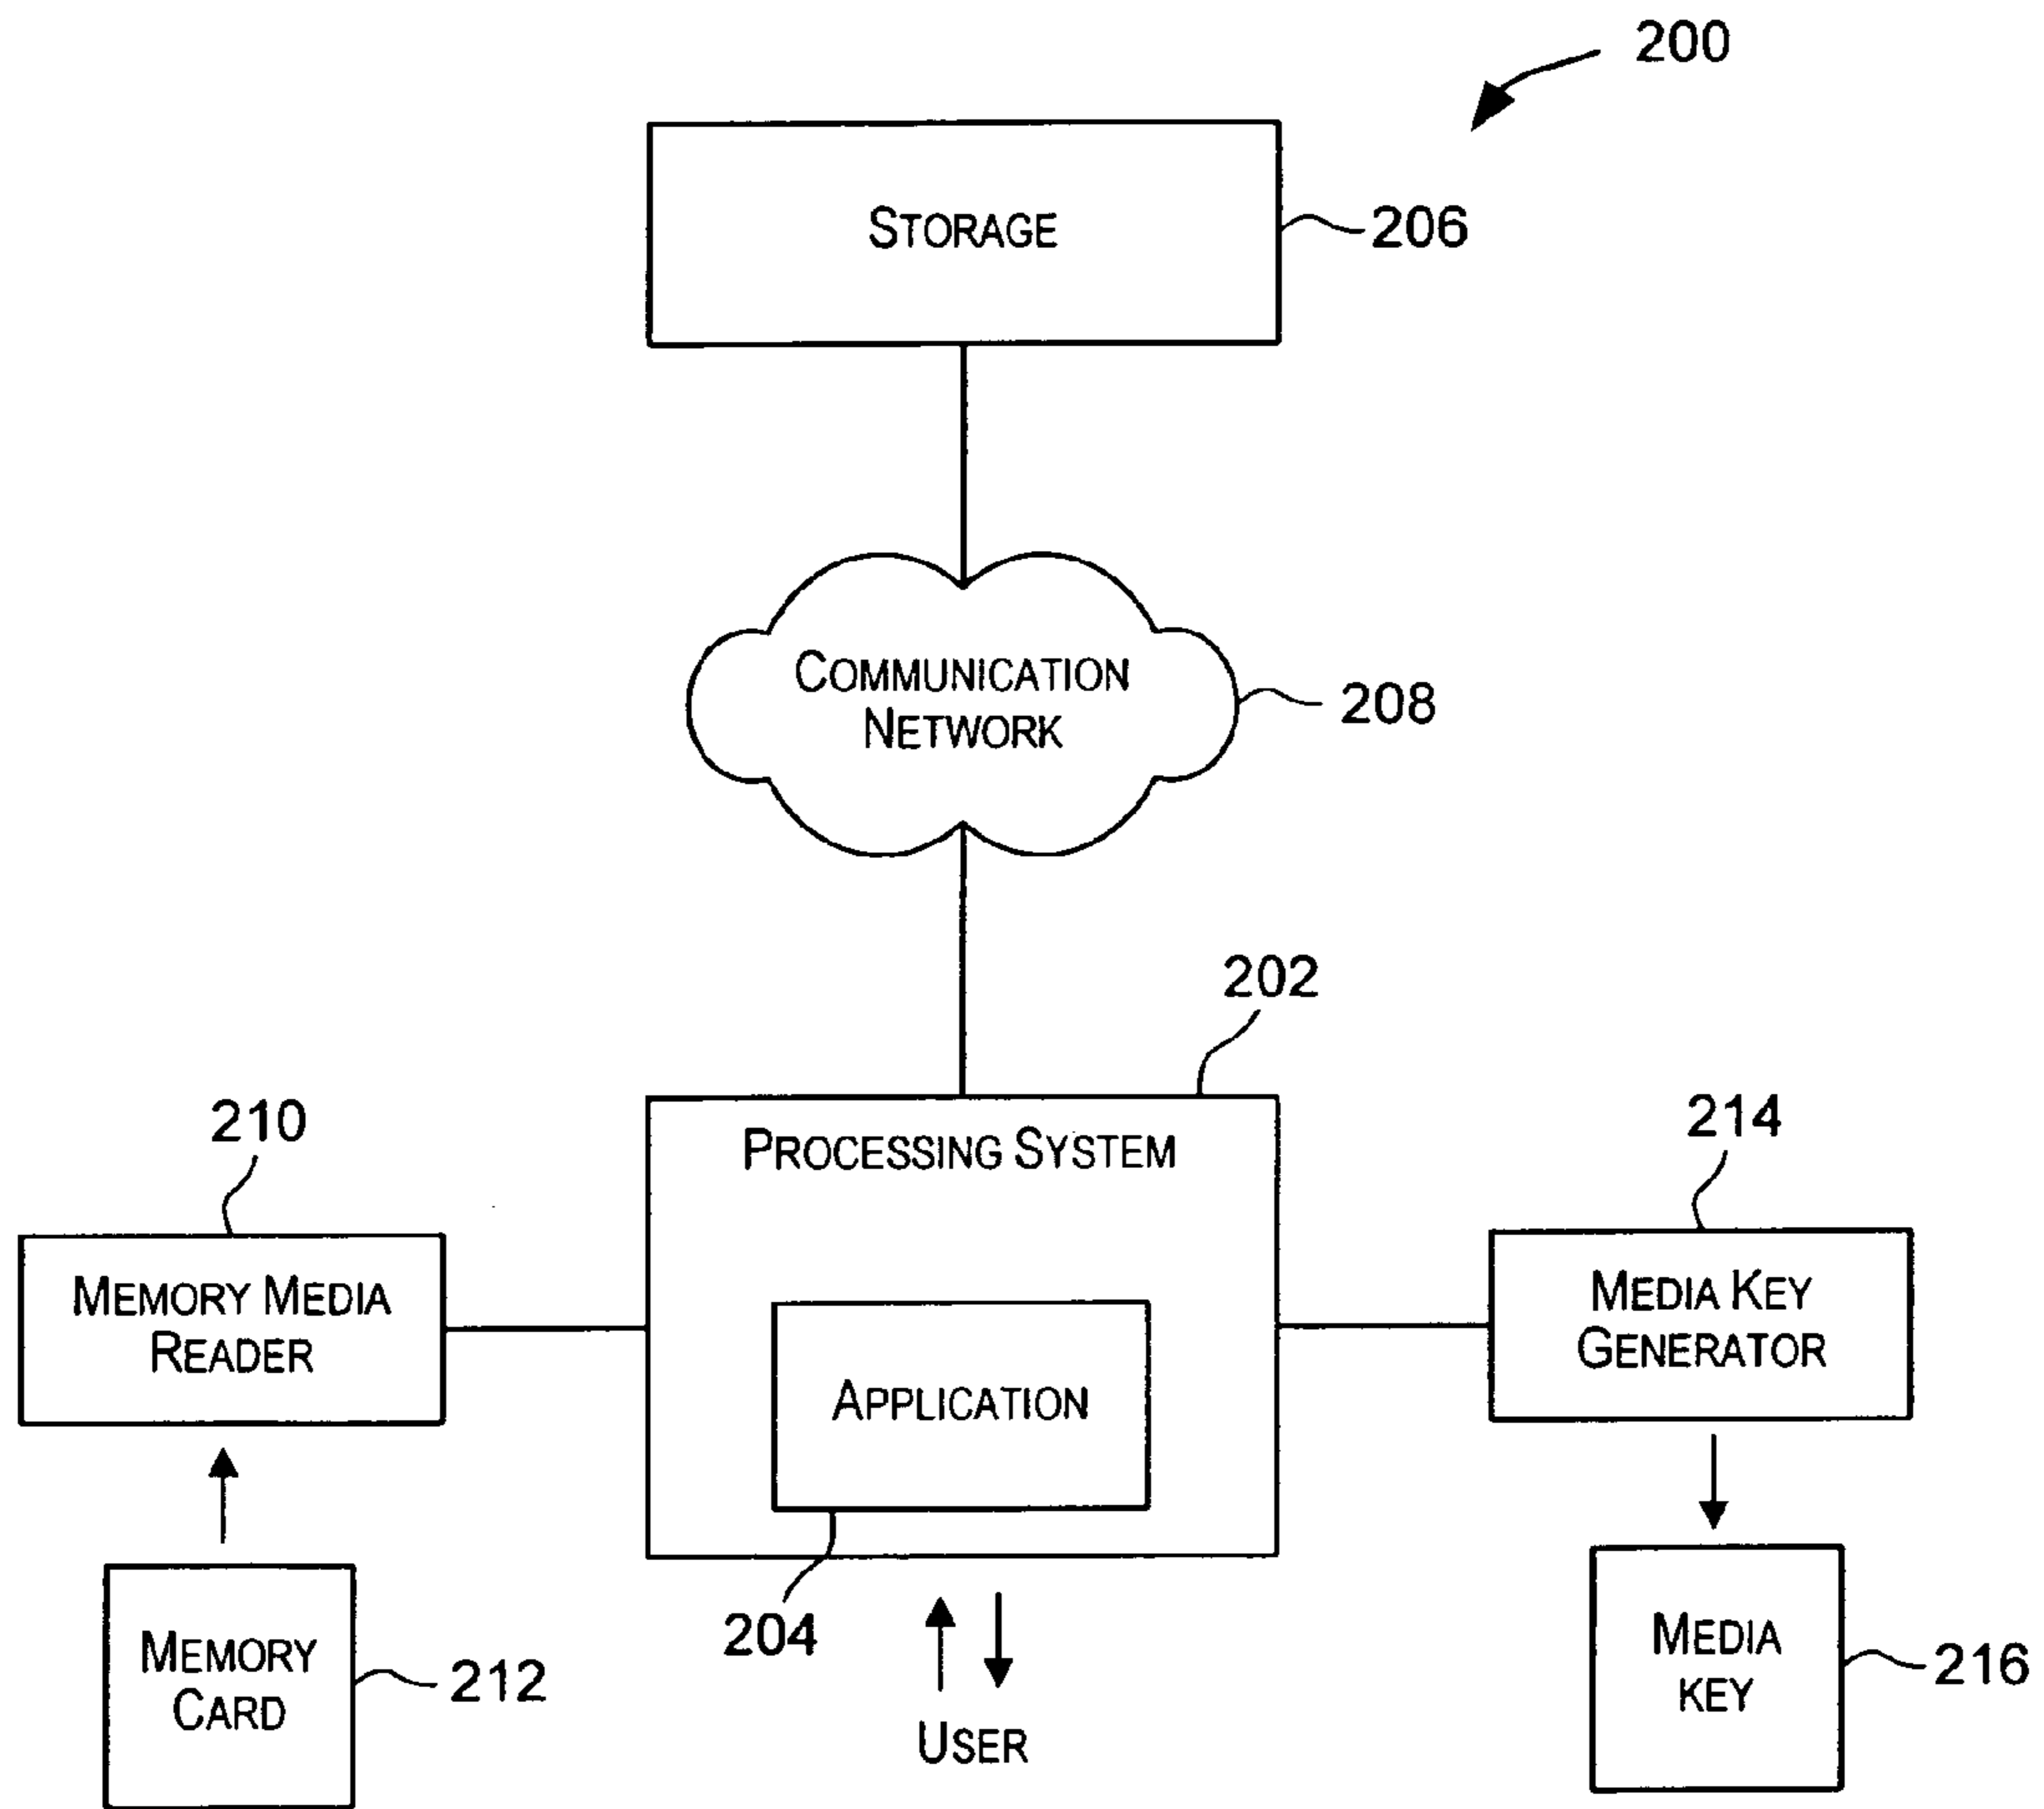 200
STORAGE
206
COMMUNICATION
NETWORK
208
202
PROCESSING SYSTEM
210
214
MEMORY MEDIA
READER
MEDIA KEY
GENERATOR
APPLICATION
204
MEMORY
CARD
212
USER
MEDIA
KEY
216